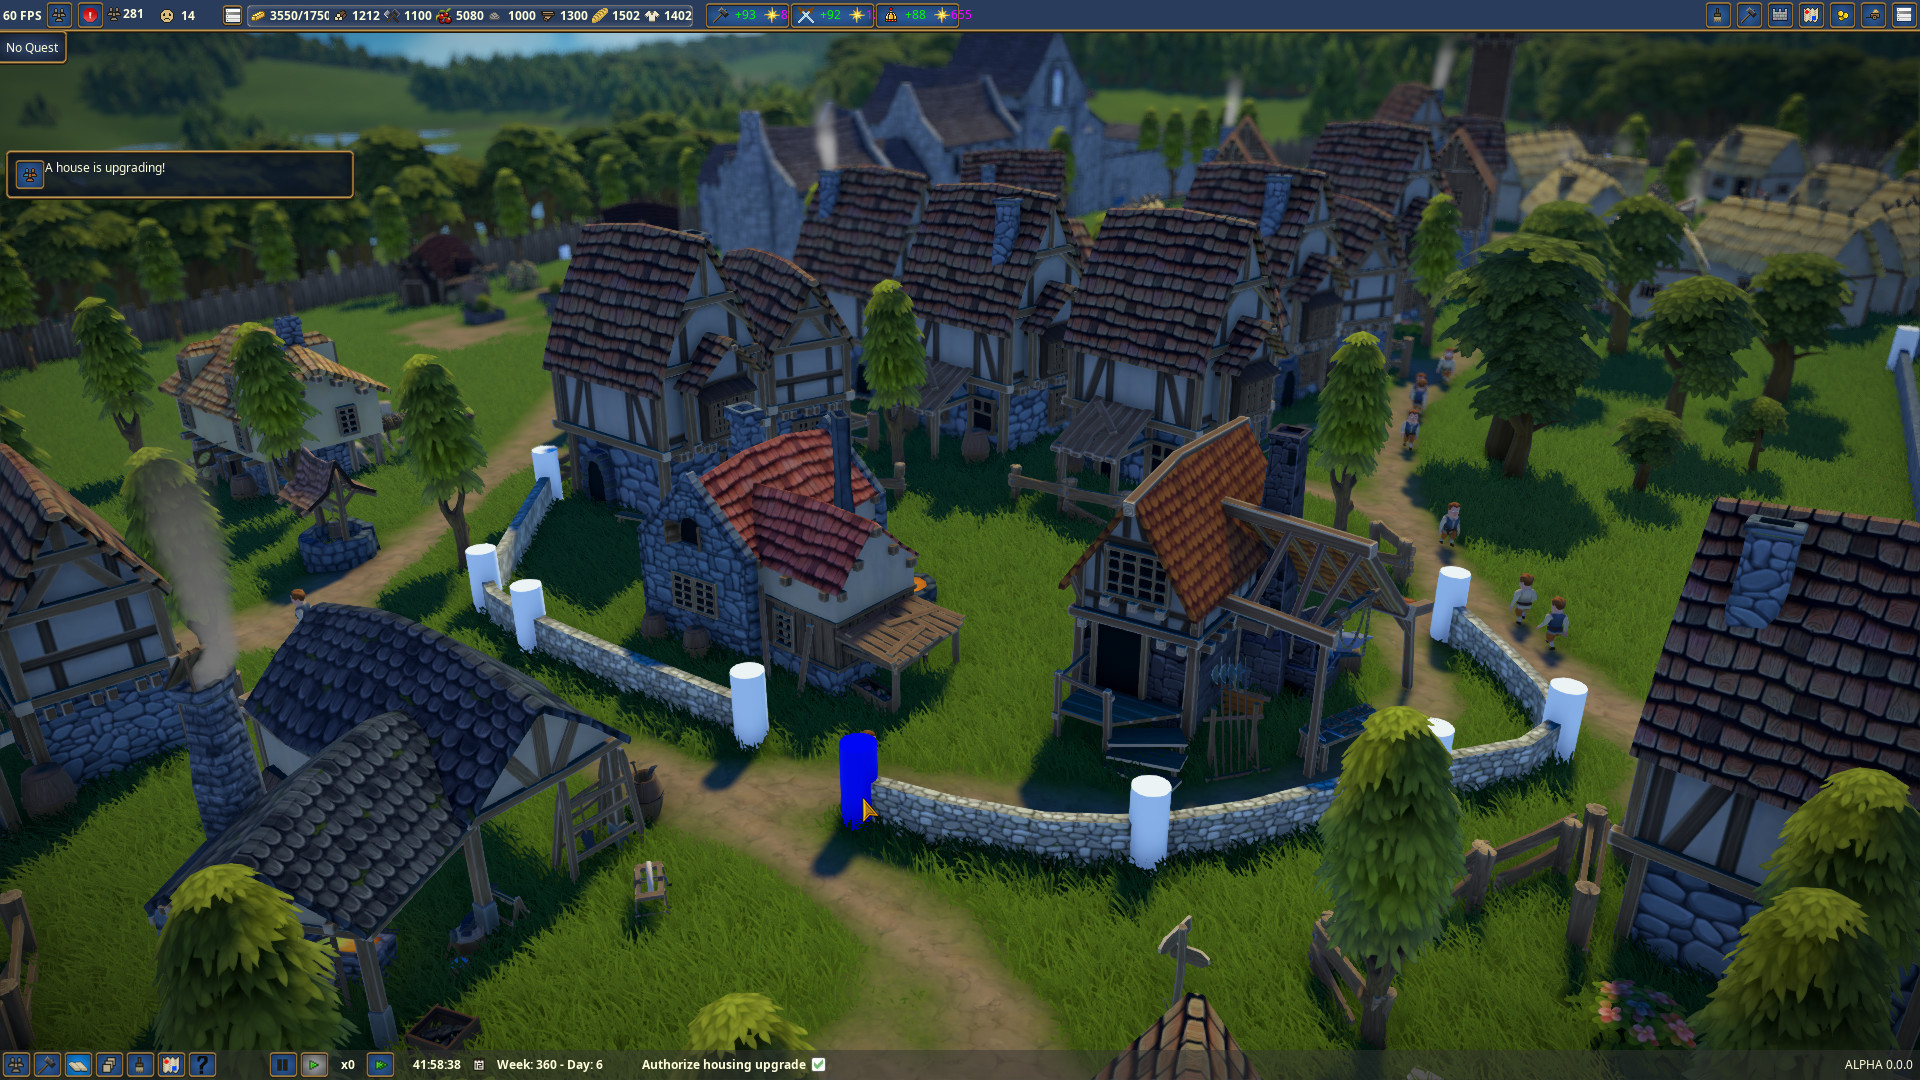 60 FPS 281 14 3550/1750 1212 1100 5080 1000 1300 1502 1402 +93 +92 +88 655
No Quest
A house is upgrading!
x0 41:58:38 Week: 360 - Day: 6 Authorize housing upgrade ALPHA 0.0.0